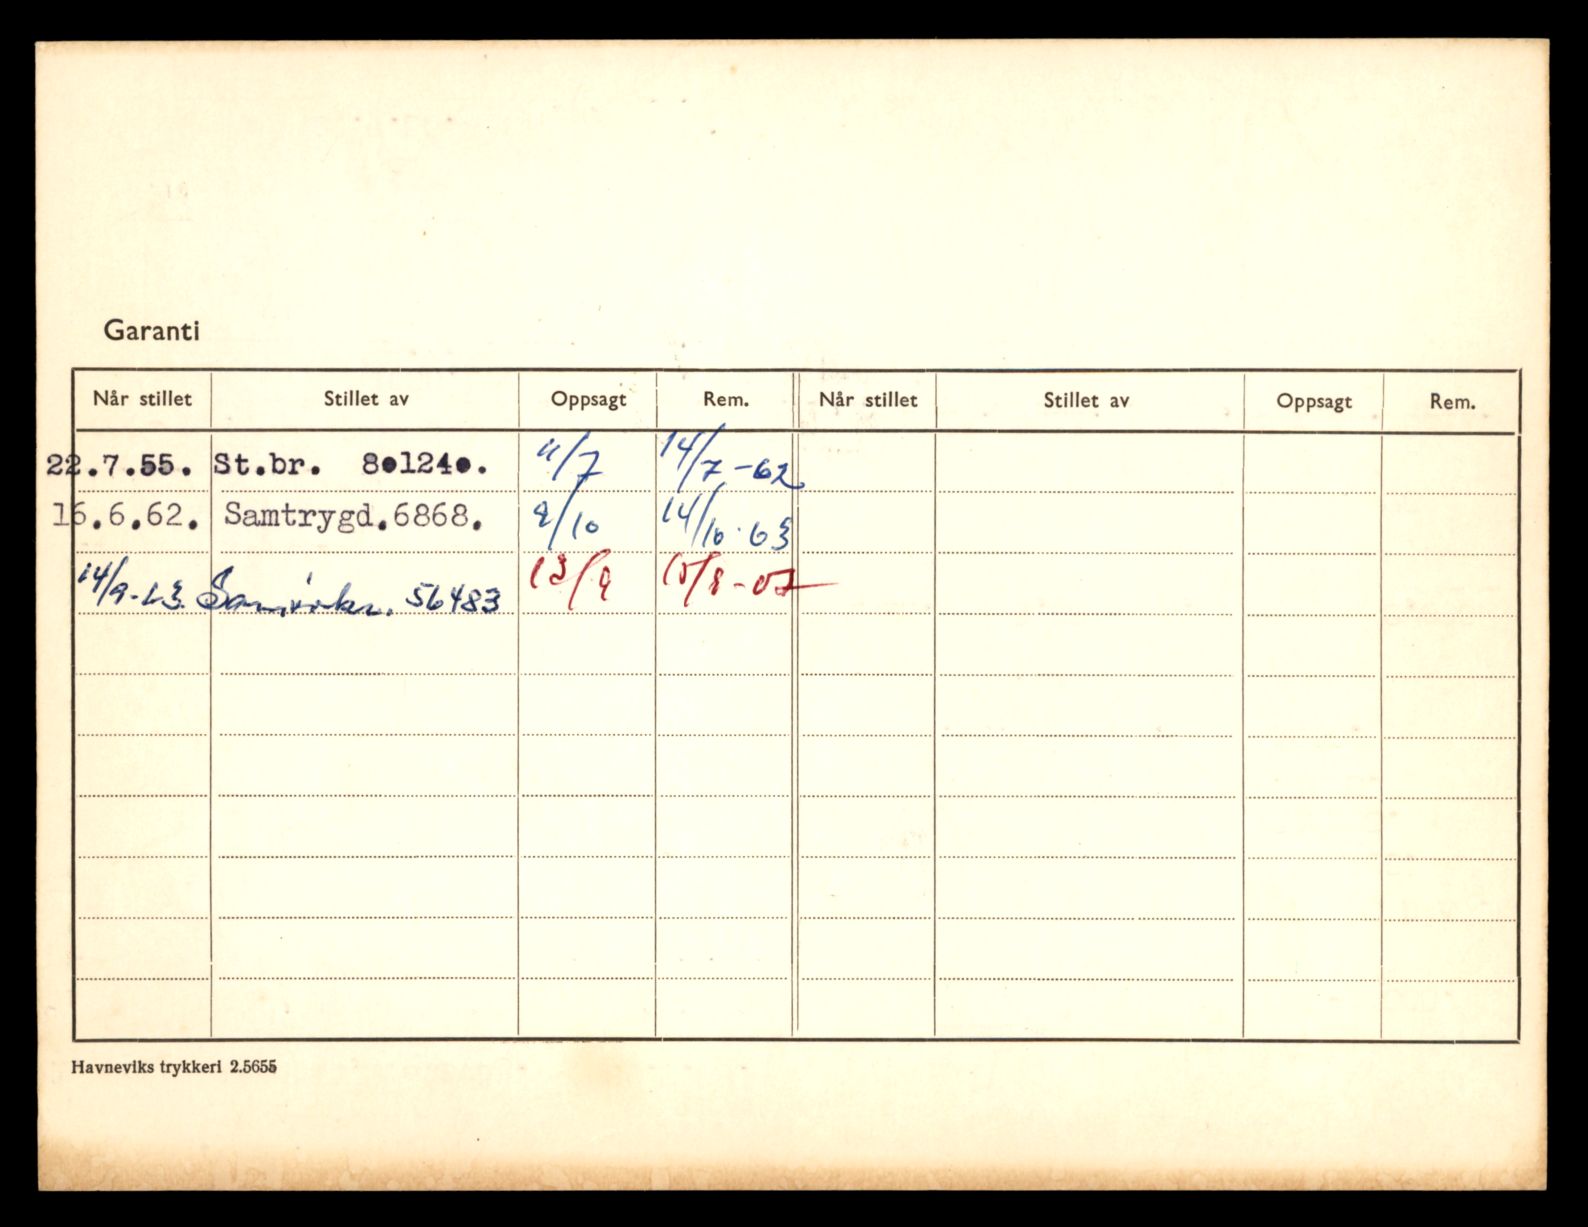 Garanti
Når stillet Stillet av Oppsagt Rem. Når stillet Stillet av Oppsagt Rem.
22.7.55. St.br. 8.124. 11/7 14/7-62
16.6.62. Samtrygd.6868. 9/10 14/10-63
14/9-63 56483 13/9
Havneviks trykkeri 2.5655